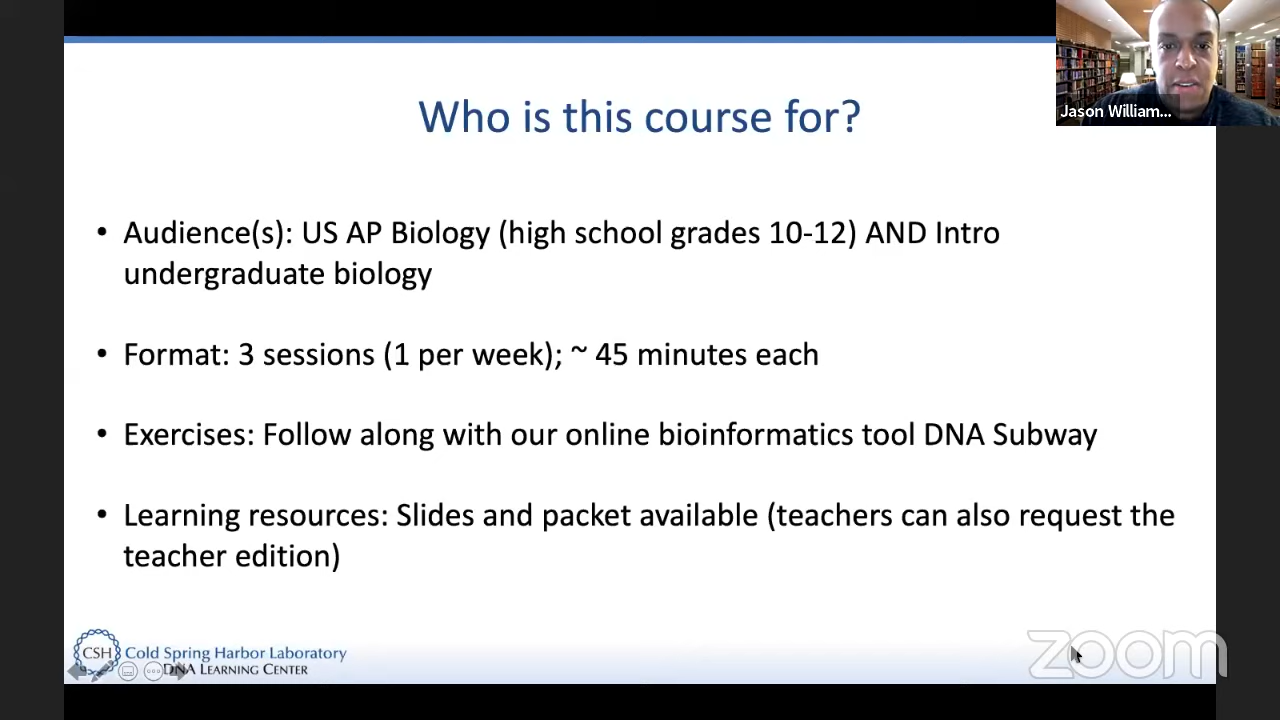 Who is this course for?
Jason William...
• Audience(s): US AP Biology (high school grades 10-12) AND Intro
undergraduate biology
• Format: 3 sessions (1 per week); ~ 45 minutes each
• Exercises: Follow along with our online bioinformatics tool DNA Subway
• Learning resources: Slides and packet available (teachers can also request the
teacher edition)
CSH
Cold Spring Harbor Laboratory
DNA LEARNING CENTER
zoom